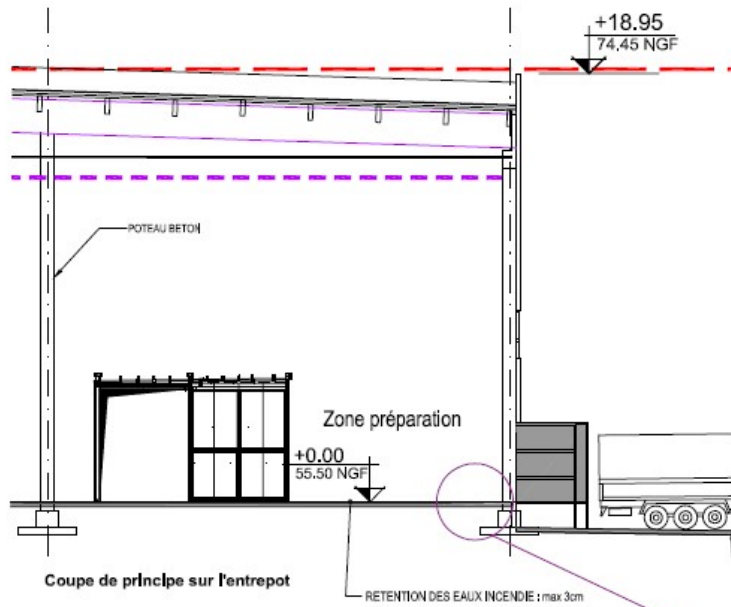 +18.95
74.45 NGF
POTEAU BETON
Zone préparation
+0.00
55.50 NGF
Coupe de principe sur l'entrepot
RETENTION DES EAUX INCENDIE : max 3cm